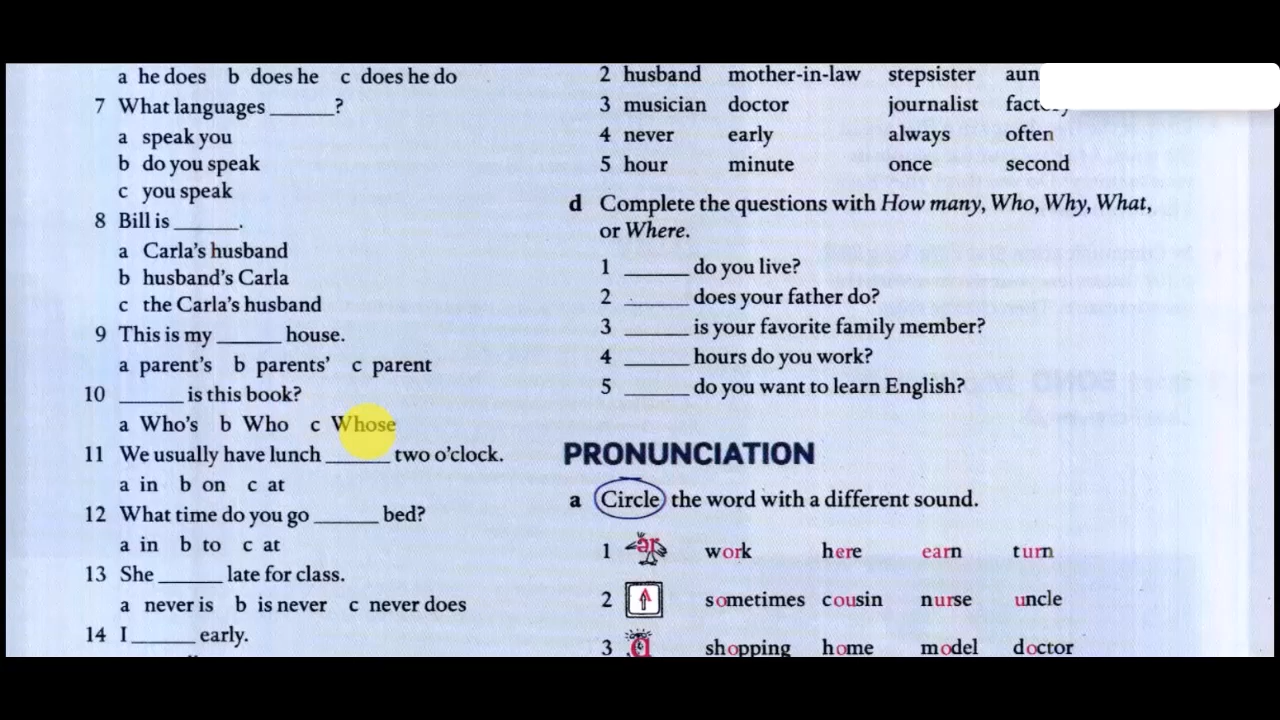 a he does b does he c does he do
7 What languages ______?
a speak you
b do you speak
c you speak
8 Bill is ______.
a Carla's husband
b husband's Carla
c the Carla's husband
9 This is my ______ house.
a parent's b parents' c parent
10 ______ is this book?
a Who's b Who c Whose
11 We usually have lunch ______ two o'clock.
a in b on c at
12 What time do you go ______ bed?
a in b to c at
13 She ______ late for class.
a never is b is never c never does
14 I ______ early.
2 husband mother-in-law stepsister
3 musician doctor journalist
4 never early always often
5 hour minute once second
d Complete the questions with How many, Who, Why, What,
or Where.
1 ______ do you live?
2 ______ does your father do?
3 ______ is your favorite family member?
4 ______ hours do you work?
5 ______ do you want to learn English?
PRONUNCIATION
a Circle the word with a different sound.
1 ər work here earn turn
2 ʌ sometimes cousin nurse uncle
3 ɑ shopping home model doctor